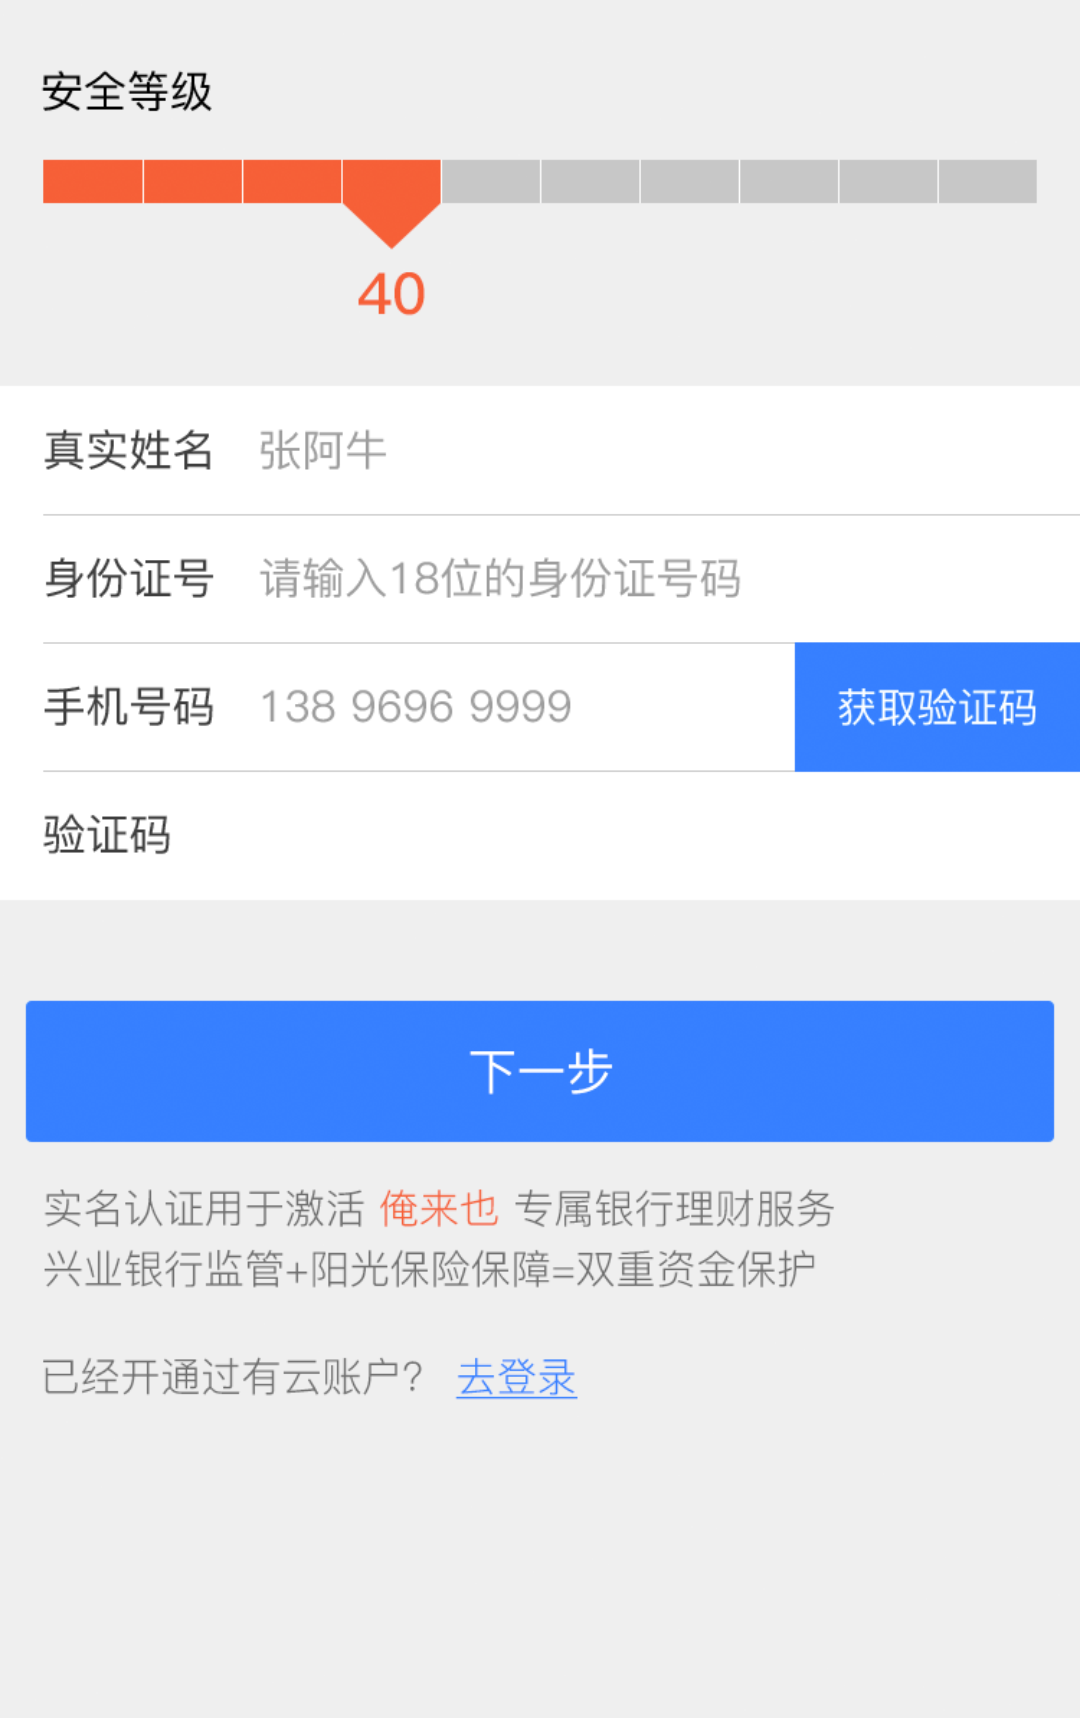 安全等级
40
真实姓名 张阿牛
身份证号 请输入18位的身份证号码
手机号码 138 9696 9999 获取验证码
验证码
下一步
实名认证用于激活 俺来也 专属银行理财服务
兴业银行监管+阳光保险保障=双重资金保护
已经开通过有云账户? 去登录